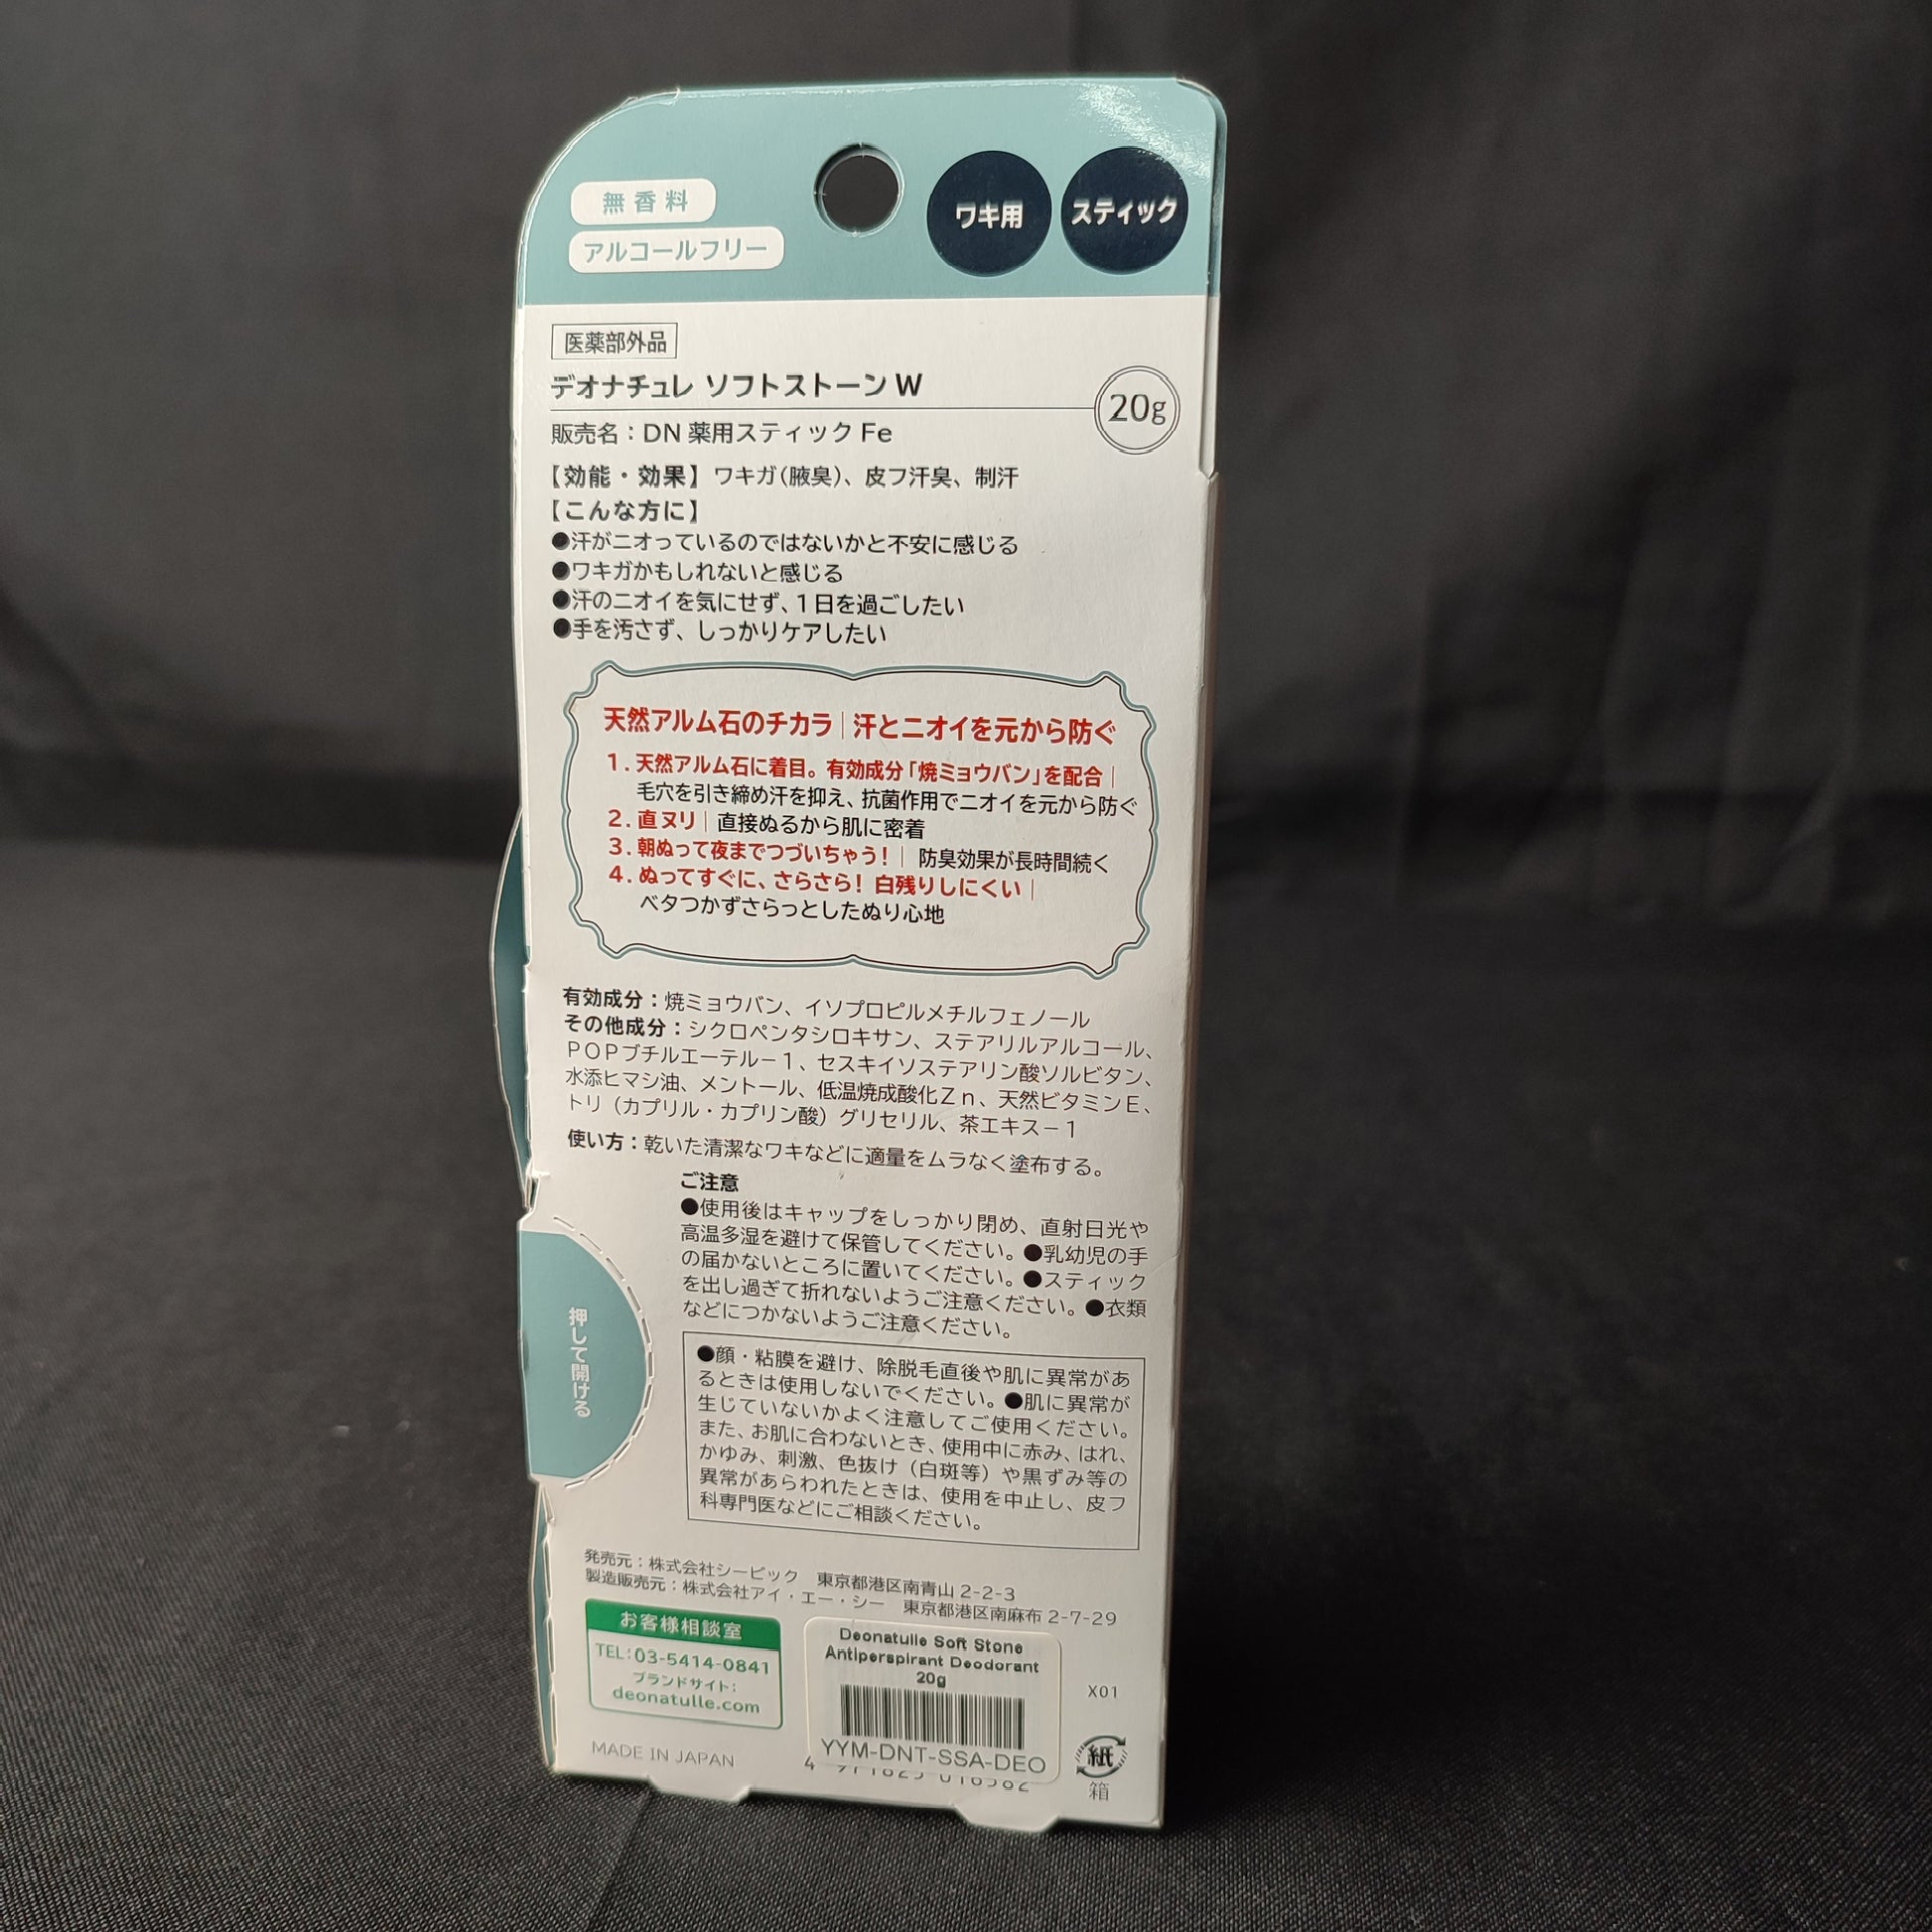 無香料
アルコールフリー
ワキ用
スティック
医薬部外品
デオナチュレ ソフトストーン W
20g
販売名：DN 薬用スティック Fe
【効能・効果】ワキガ（腋臭）、皮フ汗臭、制汗
【こんな方に】
●汗がニオっているのではないかと不安に感じる
●ワキガかもしれないと感じる
●汗のニオイを気にせず、1日を過ごしたい
●手を汚さず、しっかりケアしたい
天然アルム石のチカラ｜汗とニオイを元から防ぐ
1. 天然アルム石に着目。有効成分「焼ミョウバン」を配合｜
毛穴を引き締め汗を抑え、抗菌作用でニオイを元から防ぐ
2. 直ヌリ｜直接ぬるから肌に密着
3. 朝ぬって夜までつづいちゃう！｜防臭効果が長時間続く
4. ぬってすぐに、さらさら！白残りしにくい｜
ベタつかずさらっとしたぬり心地
有効成分：焼ミョウバン、イソプロピルメチルフェノール
その他成分：シクロペンタシロキサン、ステアリルアルコール、
ＰＯＰブチルエーテル－１、セスキイソステアリン酸ソルビタン、
水添ヒマシ油、メントール、低温焼成酸化Ｚｎ、天然ビタミンＥ、
トリ（カプリル・カプリン酸）グリセリル、茶エキス－１
使い方：乾いた清潔なワキなどに適量をムラなく塗布する。
ご注意
●使用後はキャップをしっかり閉め、直射日光や
高温多湿を避けて保管してください。●乳幼児の手
の届かないところに置いてください。●スティック
を出し過ぎて折れないようご注意ください。●衣類
などにつかないようご注意ください。
押して開ける
●顔・粘膜を避け、除脱毛直後や肌に異常があ
るときは使用しないでください。●肌に異常が
生じていないかよく注意してご使用ください。
また、お肌に合わないとき、使用中に赤み、はれ、
かゆみ、刺激、色抜け（白斑等）や黒ずみ等の
異常があらわれたときは、使用を中止し、皮フ
科専門医などにご相談ください。
発売元：株式会社シービック　東京都港区南青山 2-2-3
製造販売元：株式会社アイ・エー・シー　東京都港区南麻布 2-7-29
お客様相談室
TEL：03-5414-0841
ブランドサイト：
deonatulle.com
MADE IN JAPAN
Deonatulle Soft Stone
Antiperspirant Deodorant
20g
YYM-DNT-SSA-DEO
X01
紙
箱